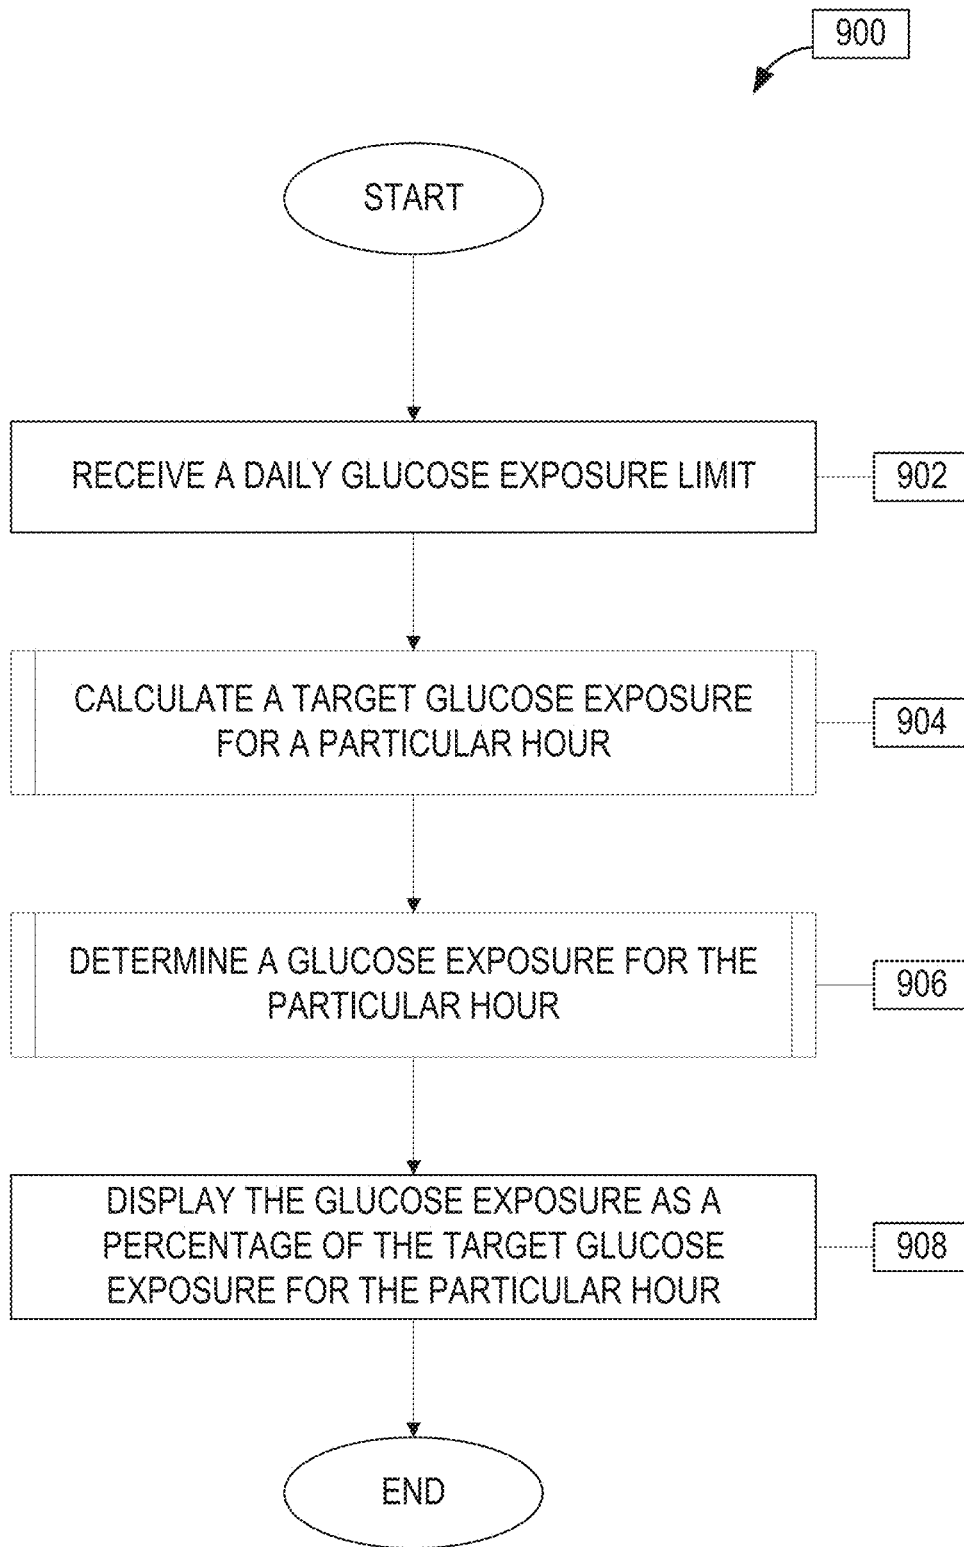 900
START
RECEIVE A DAILY GLUCOSE EXPOSURE LIMIT
902
CALCULATE A TARGET GLUCOSE EXPOSURE
FOR A PARTICULAR HOUR
904
DETERMINE A GLUCOSE EXPOSURE FOR THE
PARTICULAR HOUR
906
DISPLAY THE GLUCOSE EXPOSURE AS A
PERCENTAGE OF THE TARGET GLUCOSE
EXPOSURE FOR THE PARTICULAR HOUR
908
END